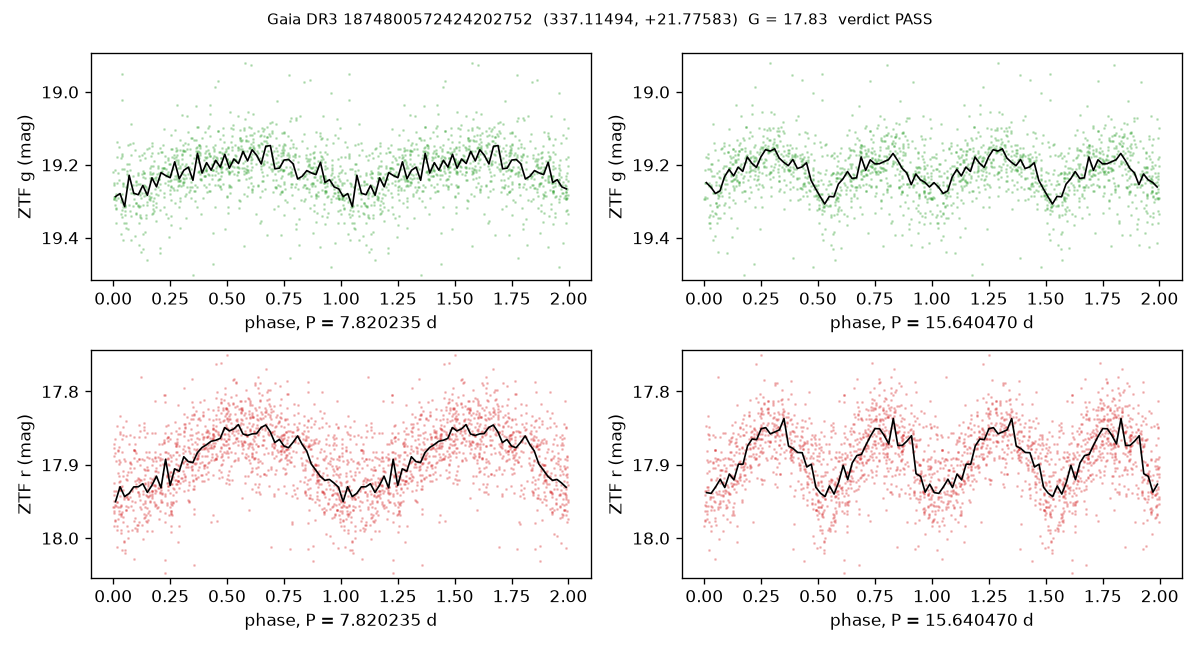 Gaia DR3 1874800572424202752 (337.11494, +21.77583) G = 17.83 verdict PASS
ZTF g (mag)
19.0
19.2
19.4
0.00 0.25 0.50 0.75 1.00 1.25 1.50 1.75 2.00
phase, P = 7.820235 d
ZTF g (mag)
19.0
19.2
19.4
0.00 0.25 0.50 0.75 1.00 1.25 1.50 1.75 2.00
phase, P = 15.640470 d
ZTF r (mag)
17.8
17.9
18.0
0.00 0.25 0.50 0.75 1.00 1.25 1.50 1.75 2.00
phase, P = 7.820235 d
ZTF r (mag)
17.8
17.9
18.0
0.00 0.25 0.50 0.75 1.00 1.25 1.50 1.75 2.00
phase, P = 15.640470 d